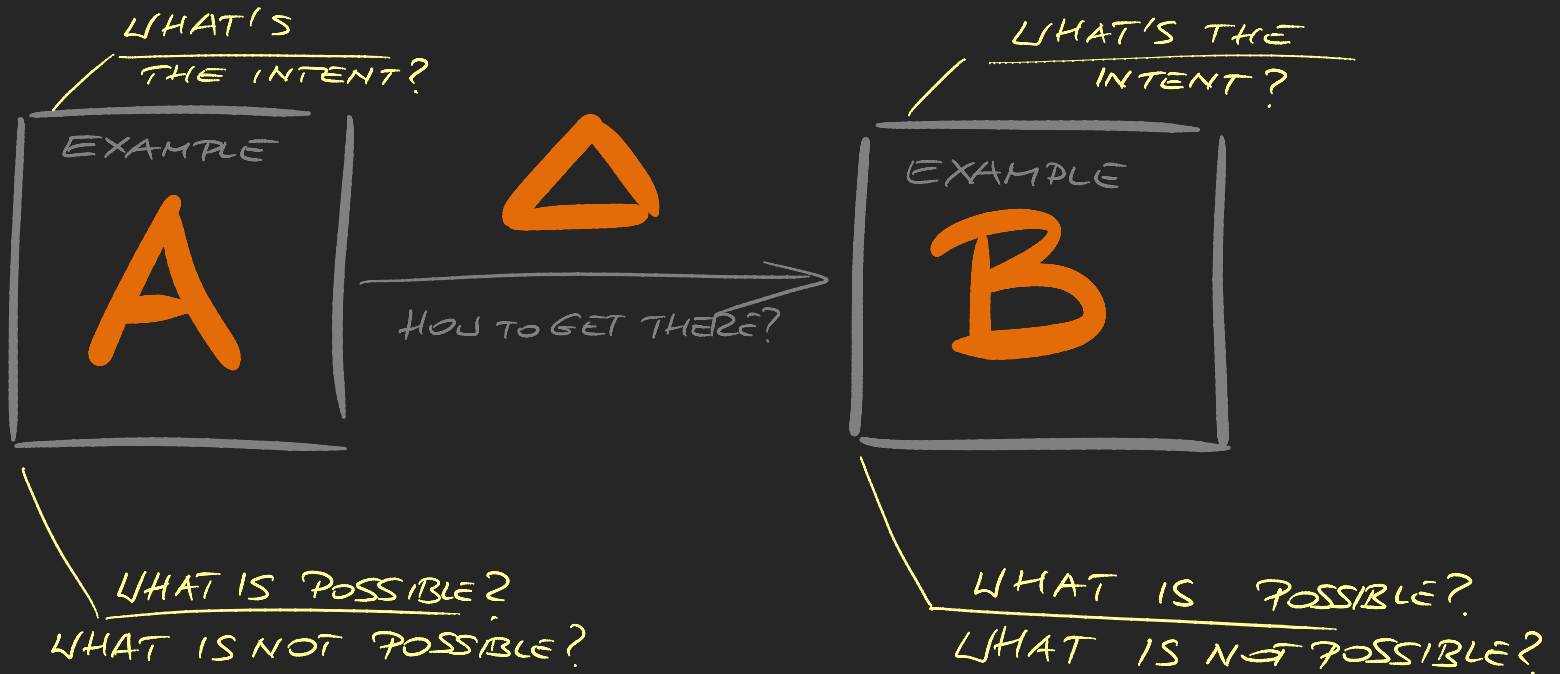 WHAT'S
THE INTENT?
EXAMPLE
A
Δ
HOW TO GET THERE?
WHAT'S THE
INTENT?
EXAMPLE
B
WHAT IS POSSIBLE?
WHAT IS NOT POSSIBLE?
WHAT IS POSSIBLE?
WHAT IS NOT POSSIBLE?